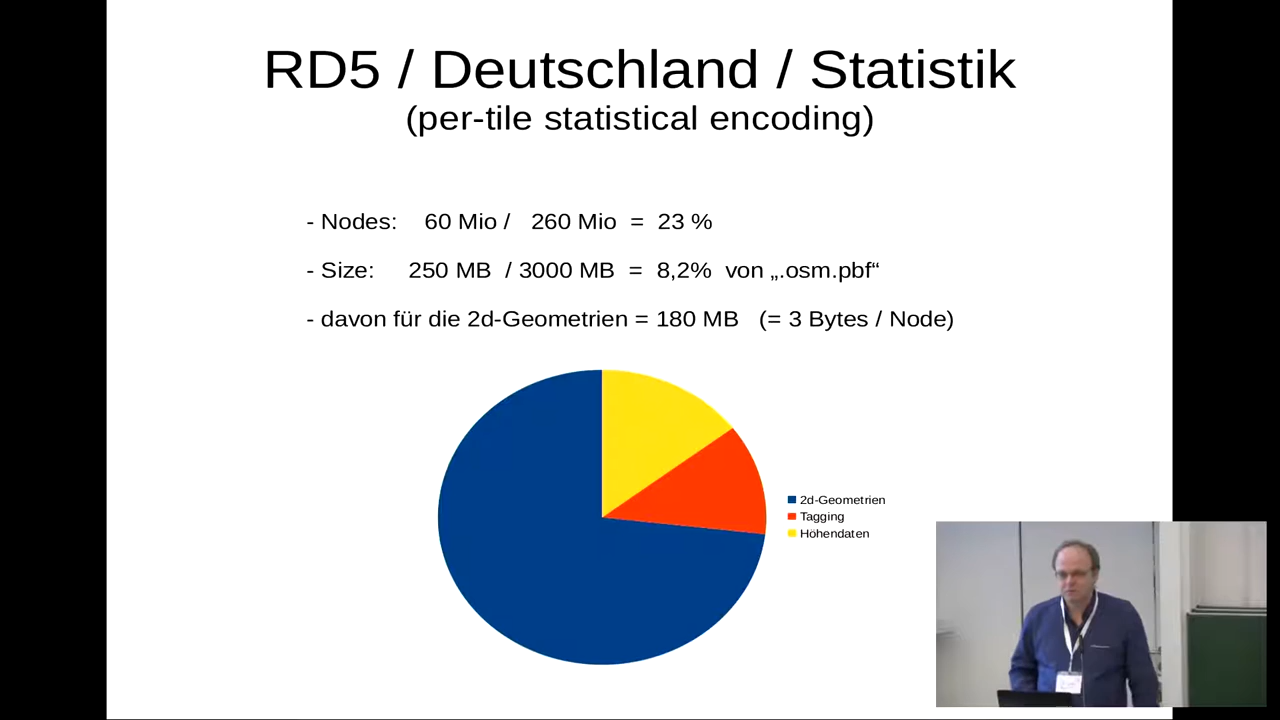 RD5 / Deutschland / Statistik
(per-tile statistical encoding)
- Nodes: 60 Mio / 260 Mio = 23 %
- Size: 250 MB / 3000 MB = 8,2% von „.osm.pbf“
- davon für die 2d-Geometrien = 180 MB (= 3 Bytes / Node)
2d-Geometrien
Tagging
Höhendaten